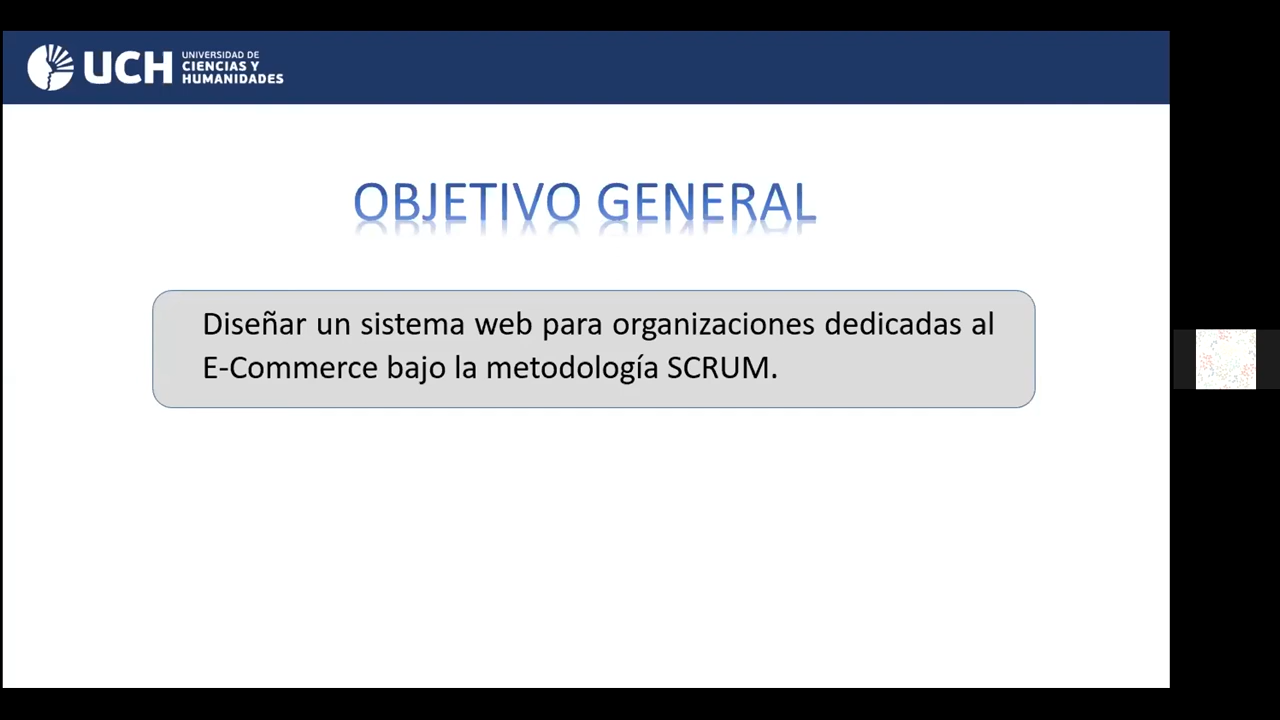 UCH
UNIVERSIDAD DE
CIENCIAS Y
HUMANIDADES
OBJETIVO GENERAL
Diseñar un sistema web para organizaciones dedicadas al
E-Commerce bajo la metodología SCRUM.